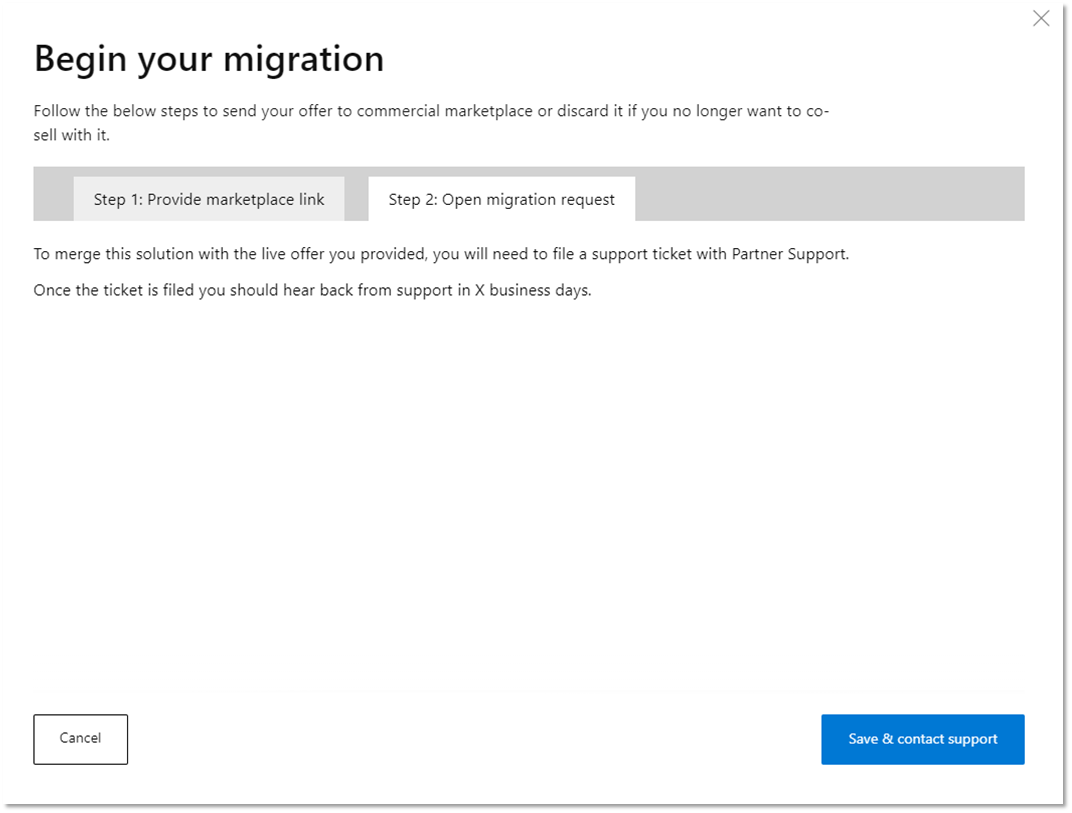 Begin your migration
Follow the below steps to send your offer to commercial marketplace or discard it if you no longer want to co-
sell with it.
Step 1: Provide marketplace link
Step 2: Open migration request
To merge this solution with the live offer you provided, you will need to file a support ticket with Partner Support.
Once the ticket is filed you should hear back from support in X business days.
Cancel
Save & contact support